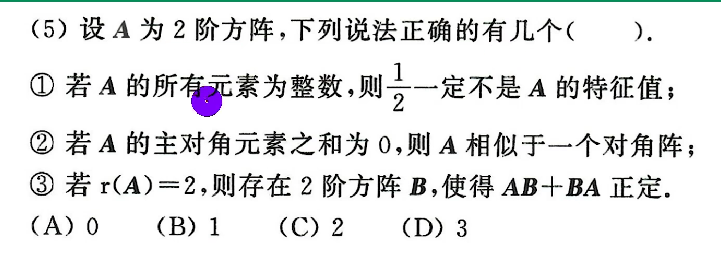 (5) 设 A 为 2 阶方阵,下列说法正确的有几个(    ).
① 若 A 的所有元素为整数,则1/2一定不是 A 的特征值;
② 若 A 的主对角元素之和为 0,则 A 相似于一个对角阵;
③ 若 r(A)=2,则存在 2 阶方阵 B,使得 AB+BA 正定.
(A) 0    (B) 1    (C) 2    (D) 3